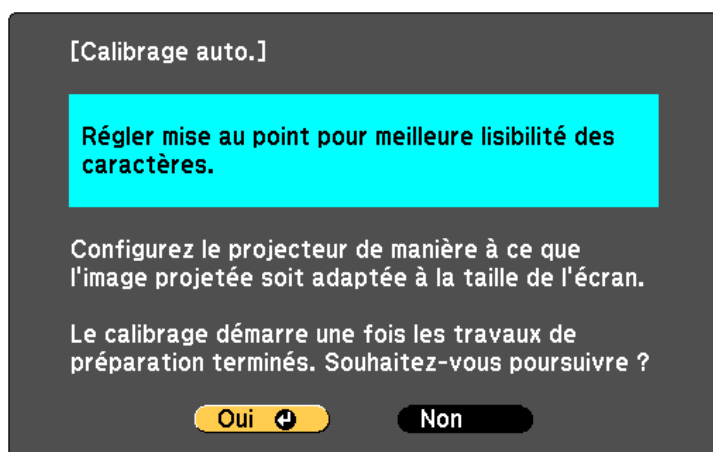 [Calibrage auto.]
Régler mise au point pour meilleure lisibilité des
caractères.
Configurez le projecteur de manière à ce que
l'image projetée soit adaptée à la taille de l'écran.
Le calibrage démarre une fois les travaux de
préparation terminés. Souhaitez-vous poursuivre ?
Oui Non